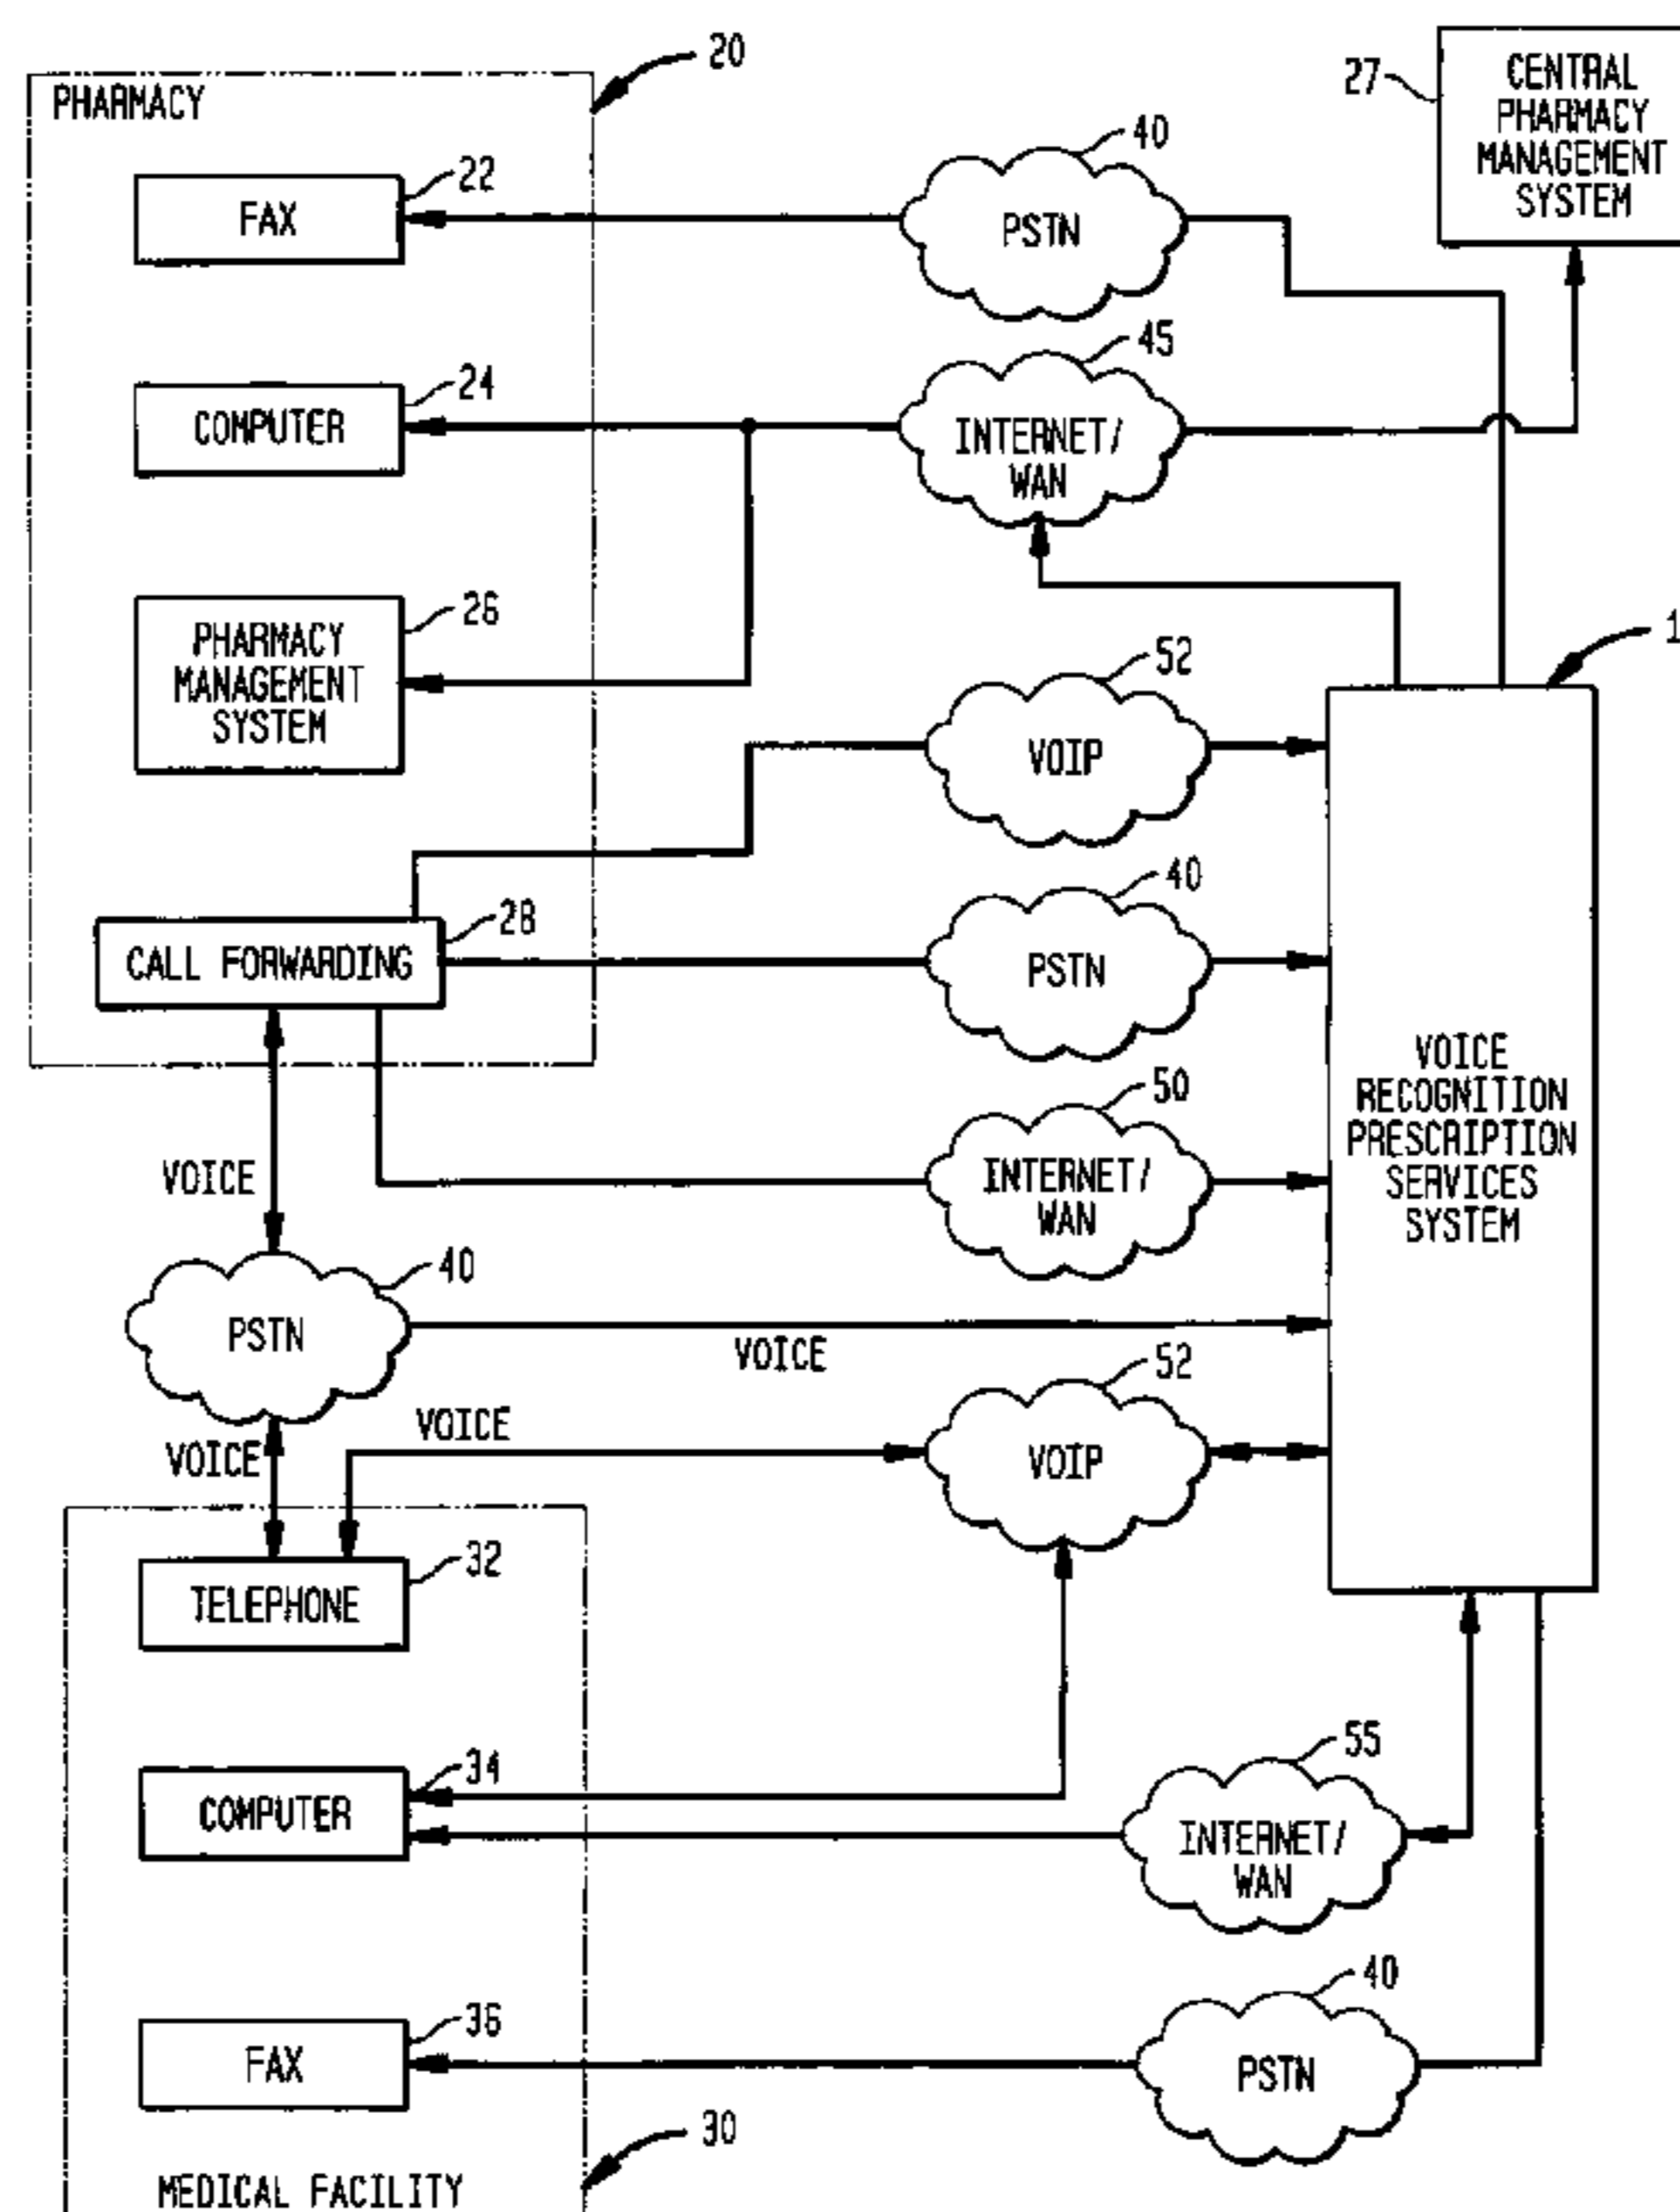 20
PHARMACY
27
CENTRAL
PHARMACY
MANAGEMENT
SYSTEM
22
FAX
40
PSTN
24
COMPUTER
45
INTERNET/
WAN
26
PHARMACY
MANAGEMENT
SYSTEM
1
52
VOIP
28
CALL FORWARDING
40
PSTN
VOICE
RECOGNITION
PRESCRIPTION
SERVICES
SYSTEM
50
INTERNET/
WAN
VOICE
40
PSTN
VOICE
52
VOIP
VOICE
VOICE
32
TELEPHONE
34
COMPUTER
55
INTERNET/
WAN
36
FAX
40
PSTN
30
MEDICAL FACILITY